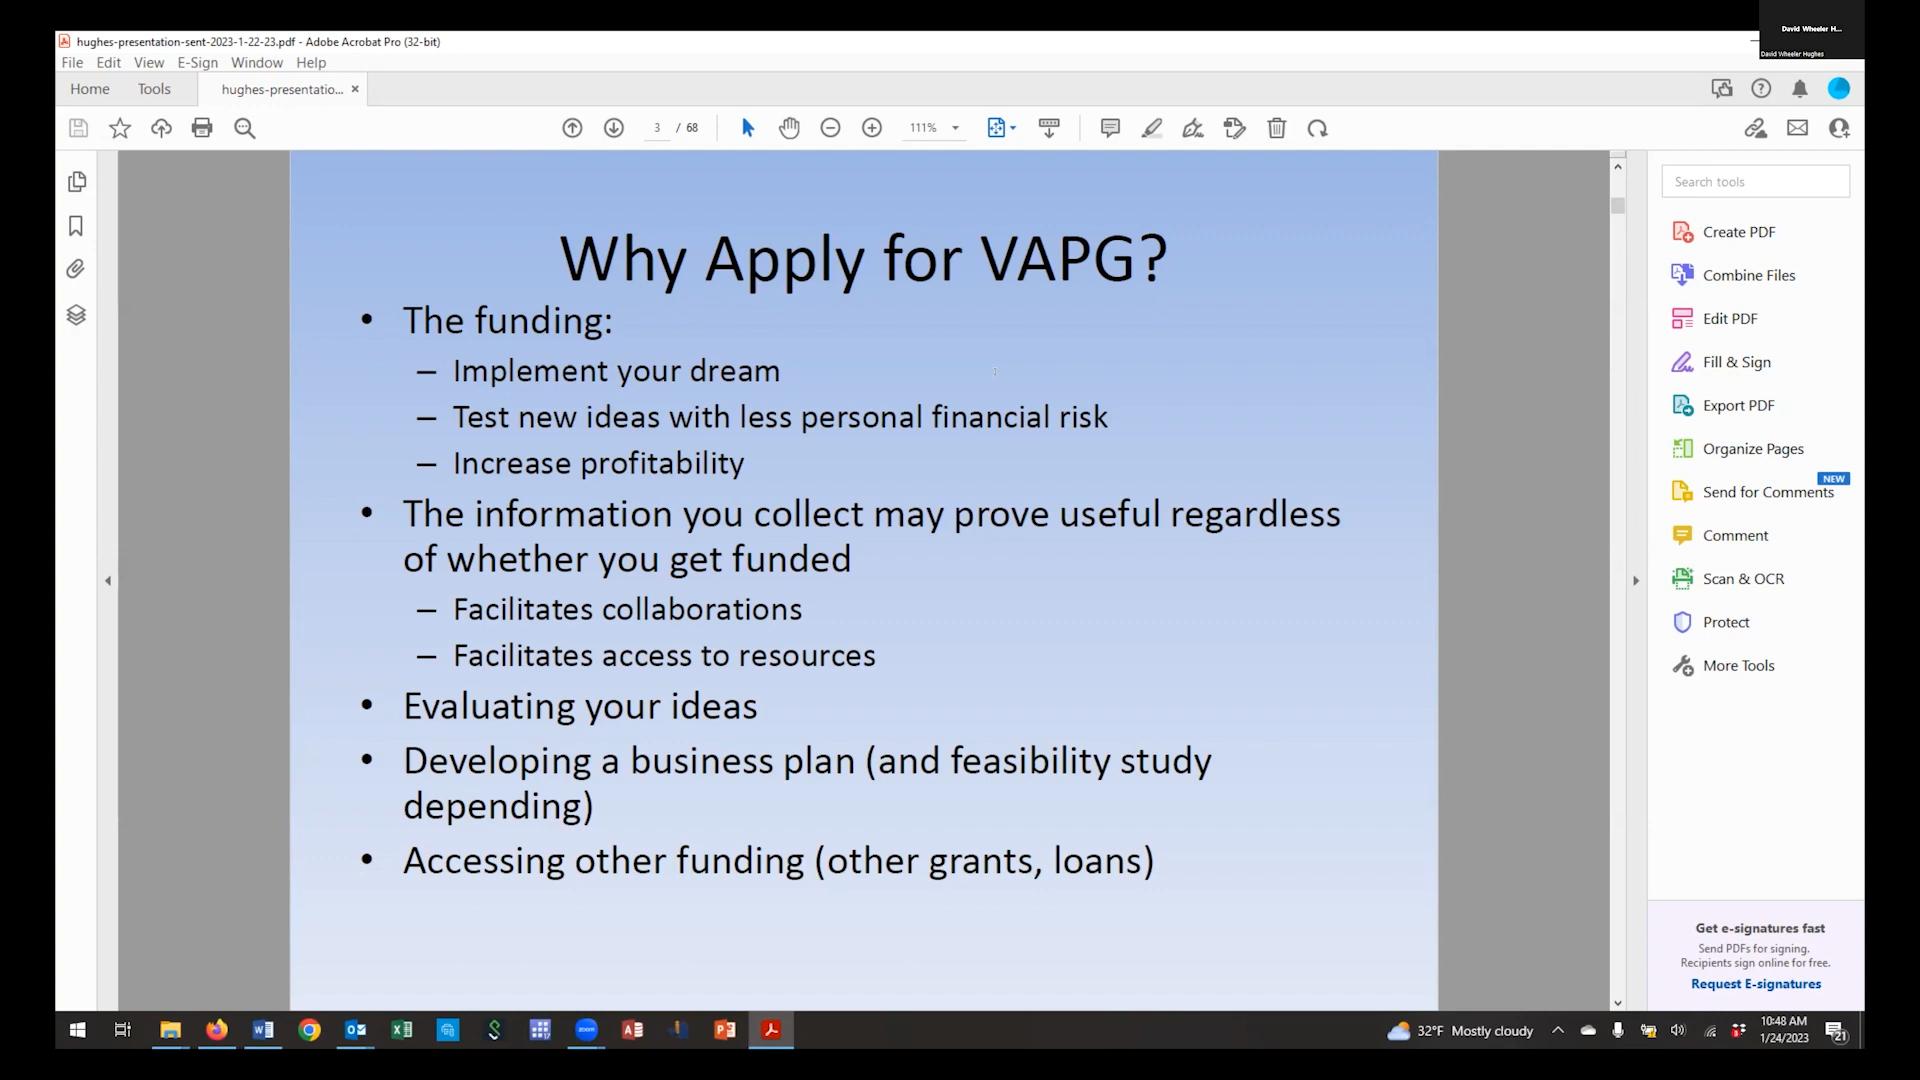 David Wheeler H...
David Wheeler Hughes
hughes-presentation-sent-2023-1-22-23.pdf - Adobe Acrobat Pro (32-bit)
File Edit View E-Sign Window Help
Home Tools hughes-presentatio... ×
3 / 68 111%
Search tools
Create PDF
Combine Files
Edit PDF
Fill & Sign
Export PDF
Organize Pages
NEW
Send for Comments
Comment
Scan & OCR
Protect
More Tools
Why Apply for VAPG?
• The funding:
– Implement your dream
– Test new ideas with less personal financial risk
– Increase profitability
• The information you collect may prove useful regardless
of whether you get funded
– Facilitates collaborations
– Facilitates access to resources
• Evaluating your ideas
• Developing a business plan (and feasibility study
depending)
• Accessing other funding (other grants, loans)
Get e-signatures fast
Send PDFs for signing.
Recipients sign online for free.
Request E-signatures
32°F Mostly cloudy
10:48 AM
1/24/2023
21